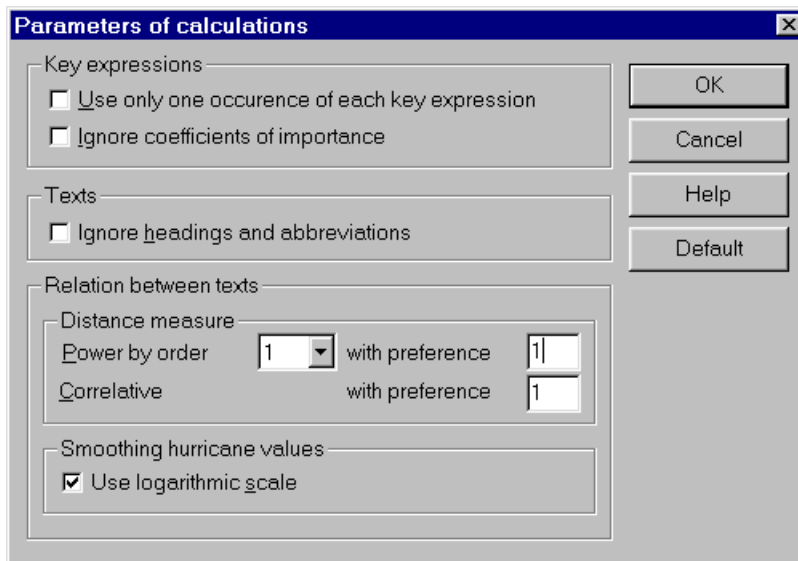 Parameters of calculations
Key expressions
Use only one occurence of each key expression
Ignore coefficients of importance
Texts
Ignore headings and abbreviations
Relation between texts
Distance measure
Power by order 1 with preference 1
Correlative with preference 1
Smoothing hurricane values
Use logarithmic scale
OK
Cancel
Help
Default